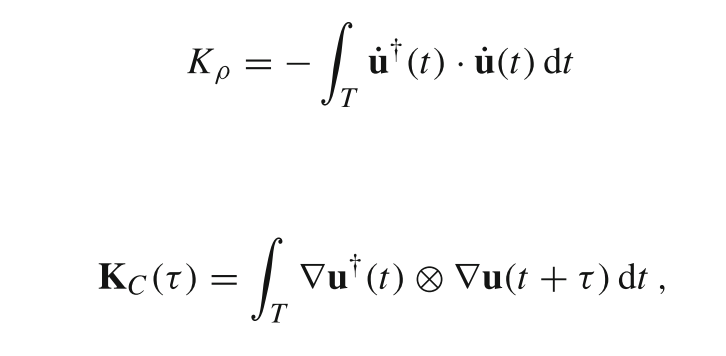 K_ρ = − ∫_T u̇†(t) · u̇(t) dt
K_C(τ) = ∫_T ∇u†(t) ⊗ ∇u(t + τ) dt ,